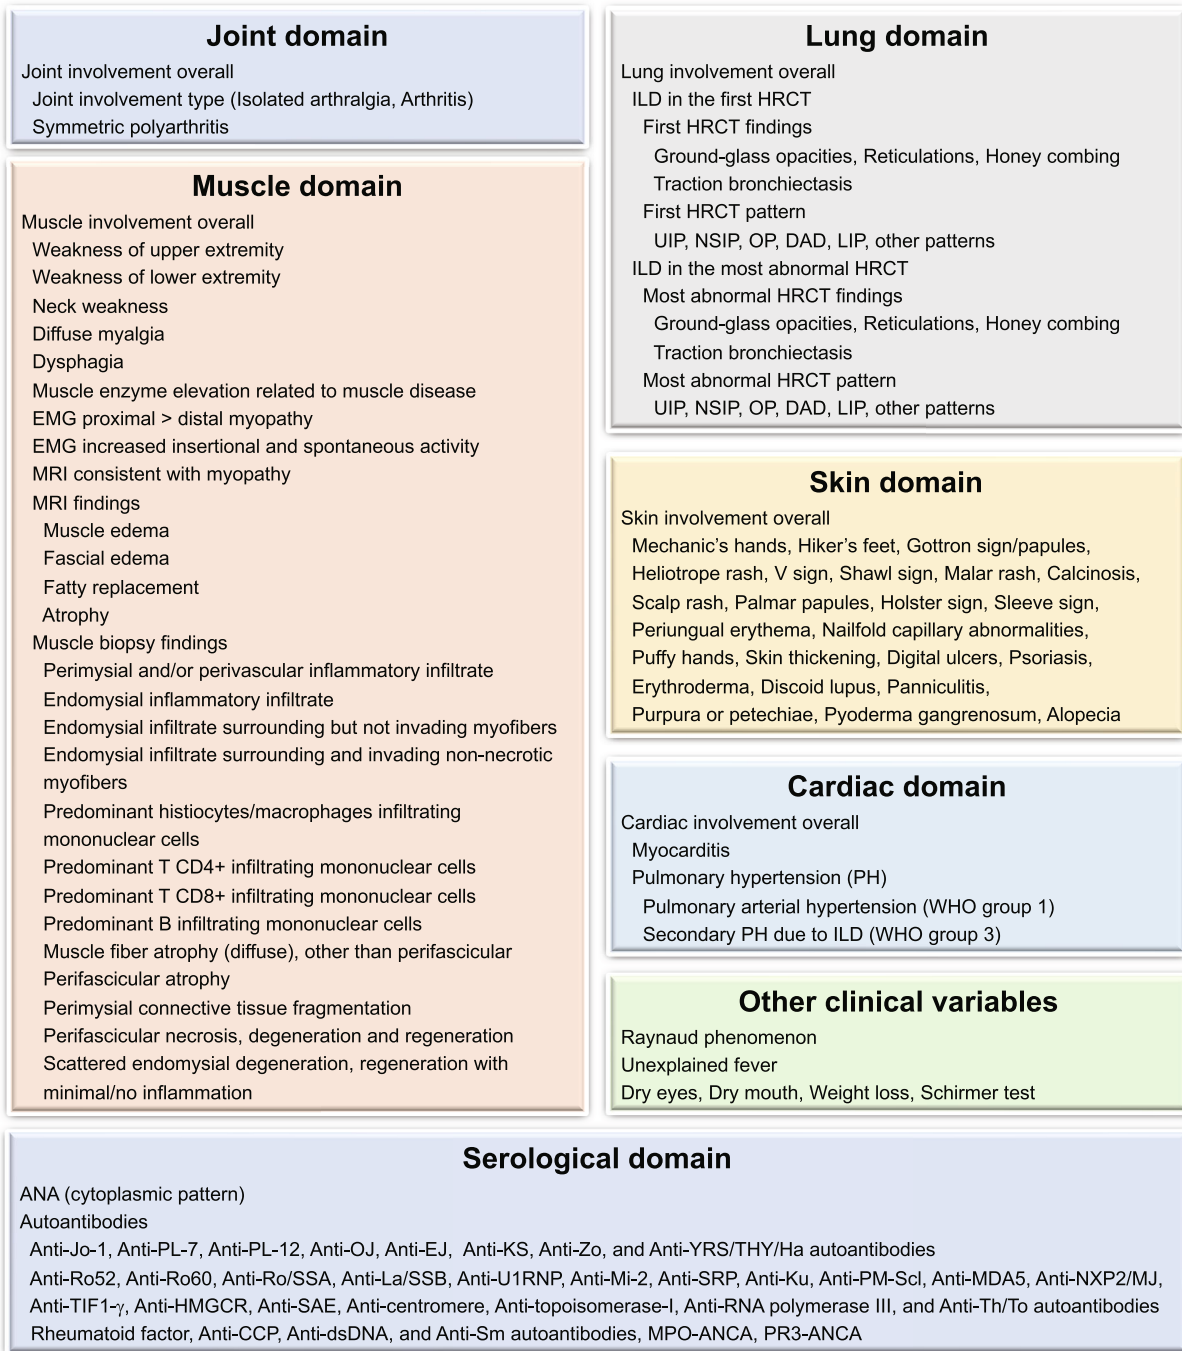 Joint domain
Joint involvement overall
Joint involvement type (Isolated arthralgia, Arthritis)
Symmetric polyarthritis
Muscle domain
Muscle involvement overall
Weakness of upper extremity
Weakness of lower extremity
Neck weakness
Diffuse myalgia
Dysphagia
Muscle enzyme elevation related to muscle disease
EMG proximal > distal myopathy
EMG increased insertional and spontaneous activity
MRI consistent with myopathy
MRI findings
Muscle edema
Fascial edema
Fatty replacement
Atrophy
Muscle biopsy findings
Perimysial and/or perivascular inflammatory infiltrate
Endomysial inflammatory infiltrate
Endomysial infiltrate surrounding but not invading myofibers
Endomysial infiltrate surrounding and invading non-necrotic
myofibers
Predominant histiocytes/macrophages infiltrating
mononuclear cells
Predominant T CD4+ infiltrating mononuclear cells
Predominant T CD8+ infiltrating mononuclear cells
Predominant B infiltrating mononuclear cells
Muscle fiber atrophy (diffuse), other than perifascicular
Perifascicular atrophy
Perimysial connective tissue fragmentation
Perifascicular necrosis, degeneration and regeneration
Scattered endomysial degeneration, regeneration with
minimal/no inflammation
Lung domain
Lung involvement overall
ILD in the first HRCT
First HRCT findings
Ground-glass opacities, Reticulations, Honey combing
Traction bronchiectasis
First HRCT pattern
UIP, NSIP, OP, DAD, LIP, other patterns
ILD in the most abnormal HRCT
Most abnormal HRCT findings
Ground-glass opacities, Reticulations, Honey combing
Traction bronchiectasis
Most abnormal HRCT pattern
UIP, NSIP, OP, DAD, LIP, other patterns
Skin domain
Skin involvement overall
Mechanic's hands, Hiker's feet, Gottron sign/papules,
Heliotrope rash, V sign, Shawl sign, Malar rash, Calcinosis,
Scalp rash, Palmar papules, Holster sign, Sleeve sign,
Periungual erythema, Nailfold capillary abnormalities,
Puffy hands, Skin thickening, Digital ulcers, Psoriasis,
Erythroderma, Discoid lupus, Panniculitis,
Purpura or petechiae, Pyoderma gangrenosum, Alopecia
Cardiac domain
Cardiac involvement overall
Myocarditis
Pulmonary hypertension (PH)
Pulmonary arterial hypertension (WHO group 1)
Secondary PH due to ILD (WHO group 3)
Other clinical variables
Raynaud phenomenon
Unexplained fever
Dry eyes, Dry mouth, Weight loss, Schirmer test
Serological domain
ANA (cytoplasmic pattern)
Autoantibodies
Anti-Jo-1, Anti-PL-7, Anti-PL-12, Anti-OJ, Anti-EJ, Anti-KS, Anti-Zo, and Anti-YRS/THY/Ha autoantibodies
Anti-Ro52, Anti-Ro60, Anti-Ro/SSA, Anti-La/SSB, Anti-U1RNP, Anti-Mi-2, Anti-SRP, Anti-Ku, Anti-PM-Scl, Anti-MDA5, Anti-NXP2/MJ,
Anti-TIF1-γ, Anti-HMGCR, Anti-SAE, Anti-centromere, Anti-topoisomerase-I, Anti-RNA polymerase III, and Anti-Th/To autoantibodies
Rheumatoid factor, Anti-CCP, Anti-dsDNA, and Anti-Sm autoantibodies, MPO-ANCA, PR3-ANCA